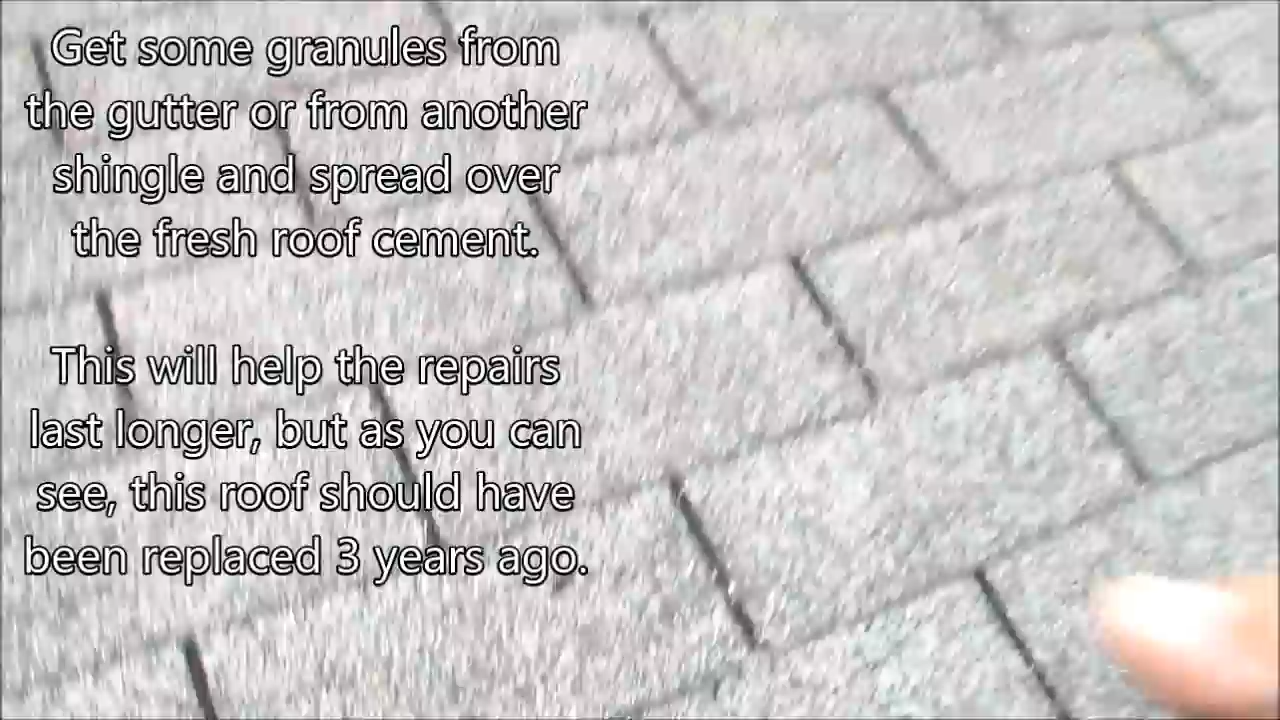 Get some granules from
the gutter or from another
shingle and spread over
the fresh roof cement.
This will help the repairs
last longer, but as you can
see, this roof should have
been replaced 3 years ago.